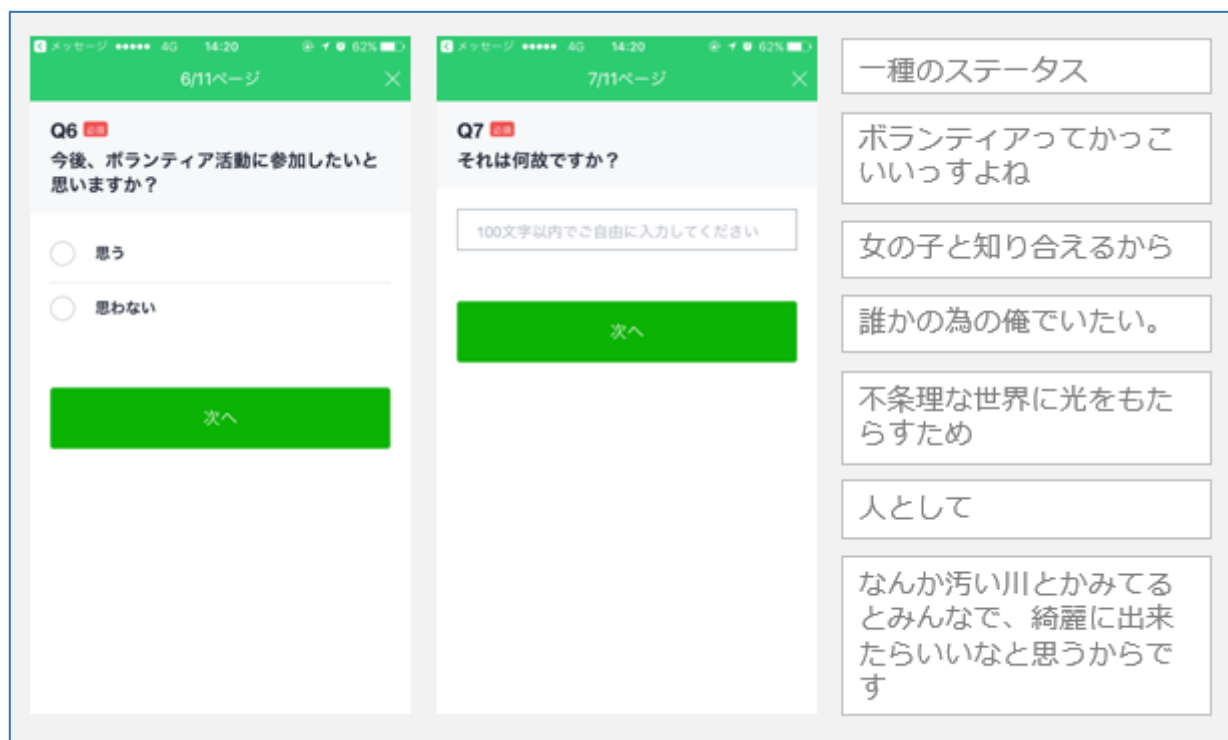 メッセージ 4G 14:20 62%
6/11ページ ×
Q6 必須
今後、ボランティア活動に参加したいと
思いますか？
思う
思わない
次へ
メッセージ 4G 14:20 62%
7/11ページ ×
Q7 必須
それは何故ですか？
100文字以内でご自由に入力してください
次へ
一種のステータス
ボランティアってかっこ
いいっすよね
女の子と知り合えるから
誰かの為の俺でいたい。
不条理な世界に光をもた
らすため
人として
なんか汚い川とかみてる
とみんなで、綺麗に出来
たらいいなと思うからで
す